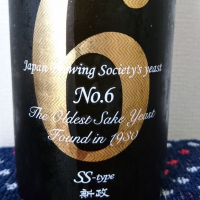 6
Japan Brewing Society's yeast
No.6
The Oldest Sake Yeast
Found in 1930
SS-type
新政